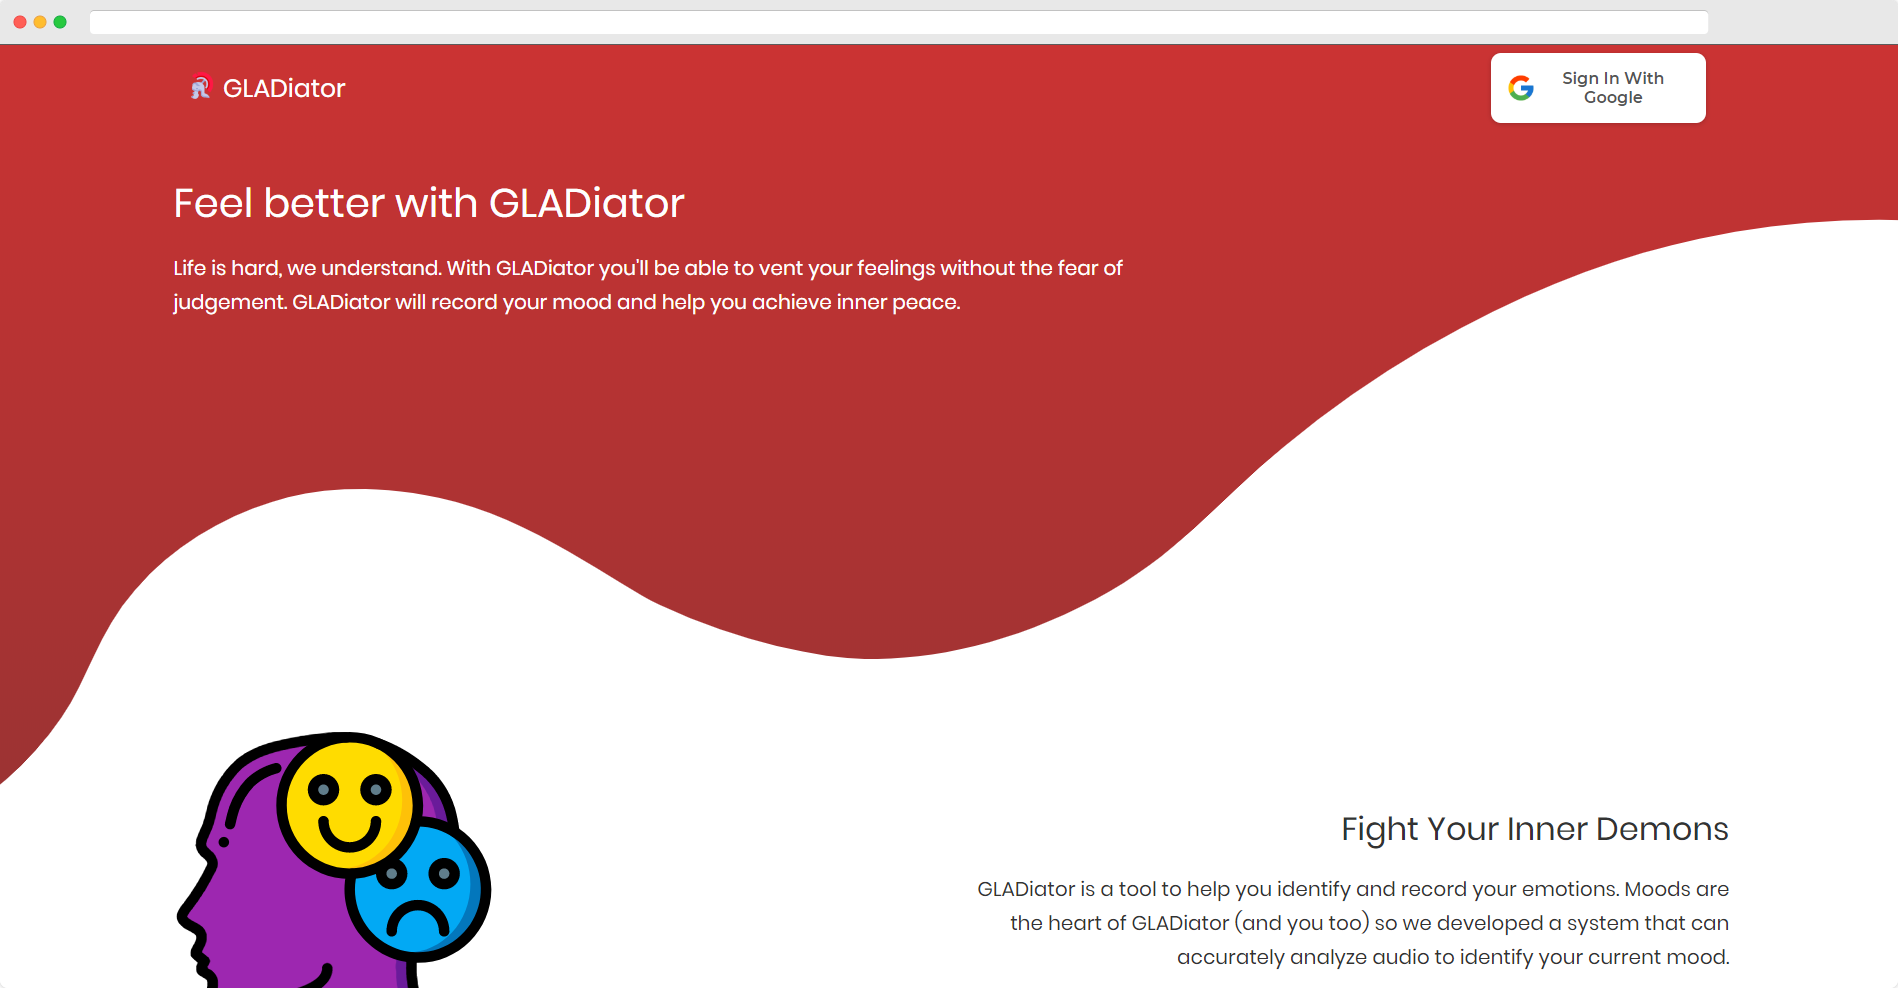 GLADiator
Sign In With
Google
Feel better with GLADiator
Life is hard, we understand. With GLADiator you'll be able to vent your feelings without the fear of
judgement. GLADiator will record your mood and help you achieve inner peace.
Fight Your Inner Demons
GLADiator is a tool to help you identify and record your emotions. Moods are
the heart of GLADiator (and you too) so we developed a system that can
accurately analyze audio to identify your current mood.